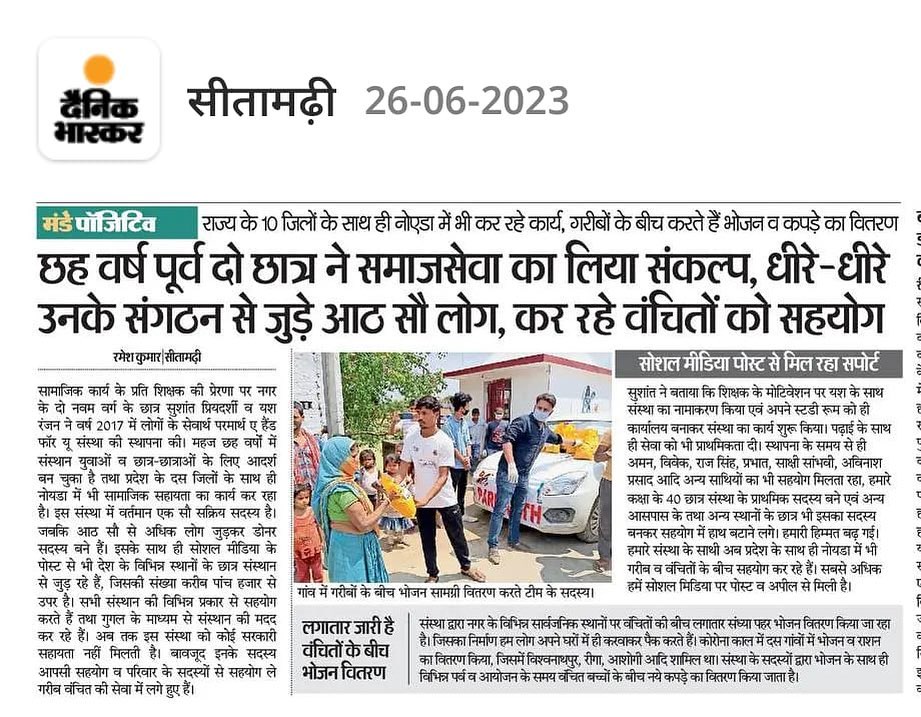 दैनिक
भास्कर
सीतामढ़ी 26-06-2023
मंडे पॉजिटिव राज्य के 10 जिलों के साथ ही नोएडा में भी कर रहे कार्य, गरीबों के बीच करते हैं भोजन व कपड़े का वितरण
छह वर्ष पूर्व दो छात्र ने समाजसेवा का लिया संकल्प, धीरे-धीरे
उनके संगठन से जुड़े आठ सौ लोग, कर रहे वंचितों को सहयोग
रमेश कुमार|सीतामढ़ी
सामाजिक कार्य के प्रति शिक्षक की प्रेरणा पर नगर
के दो नवम वर्ग के छात्र सुशांत प्रियदर्शी व यश
रंजन ने वर्ष 2017 में लोगों के सेवार्थ परमार्थ ए हैंड
फॉर यू संस्था की स्थापना की। महज छह वर्षों में
संस्थान युवाओं व छात्र-छात्राओं के लिए आदर्श
बन चुका है तथा प्रदेश के दस जिलों के साथ ही
नोयडा में भी सामाजिक सहायता का कार्य कर रहा
है। इस संस्था में वर्तमान एक सौ सक्रिय सदस्य है।
जबकि आठ सौ से अधिक लोग जुड़कर डोनर
सदस्य बने हैं। इसके साथ ही सोशल मीडिया के
पोस्ट से भी देश के विभिन्न स्थानों के छात्र संस्थान
से जुड़ रहे हैं, जिसकी संख्या करीब पांच हजार से
उपर है। सभी संस्थान की विभिन्न प्रकार से सहयोग
करते हैं तथा गुगल के माध्यम से संस्थान की मदद
कर रहे हैं। अब तक इस संस्था को कोई सरकारी
सहायता नहीं मिलती है। बावजूद इनके सदस्य
आपसी सहयोग व परिवार के सदस्यों से सहयोग ले
गरीब वंचित की सेवा में लगे हुए हैं।
गांव में गरीबों के बीच भोजन सामग्री वितरण करते टीम के सदस्य।
सोशल मीडिया पोस्ट से मिल रहा सपोर्ट
सुशांत ने बताया कि शिक्षक के मोटिवेशन पर यश के साथ
संस्था का नामाकरण किया एवं अपने स्टडी रूम को ही
कार्यालय बनाकर संस्था का कार्य शुरू किया। पढ़ाई के साथ
ही सेवा को भी प्राथमिकता दी। स्थापना के समय से ही
अमन, विवेक, राज सिंह, प्रभात, साक्षी सांभवी, अविनाश
प्रसाद आदि अन्य साथियों का भी सहयोग मिलता रहा, हमारे
कक्षा के 40 छात्र संस्था के प्राथमिक सदस्य बने एवं अन्य
आसपास के तथा अन्य स्थानों के छात्र भी इसका सदस्य
बनकर सहयोग में हाथ बटाने लगे। हमारी हिम्मत बढ़ गई।
हमारे संस्था के साथी अब प्रदेश के साथ ही नोयडा में भी
गरीब व वंचितों के बीच सहयोग कर रहे हैं। सबसे अधिक
हमें सोशल मिडिया पर पोस्ट व अपील से मिली है।
लगातार जारी है
वंचितों के बीच
भोजन वितरण
संस्था द्वारा नगर के विभिन्न सार्वजनिक स्थानों पर वंचितों की बीच लगातार संध्या पहर भोजन वितरण किया जा रहा
है। जिसका निर्माण हम लोग अपने घरों में ही करवाकर पैक करते हैं। कोरोना काल में दस गांवों में भोजन व राशन
का वितरण किया, जिसमें विश्वनाथपुर, रीगा, आशोगी आदि शामिल था। संस्था के सदस्यों द्वारा भोजन के साथ ही
विभिन्न पर्व व आयोजन के समय वंचित बच्चों के बीच नये कपड़े का वितरण किया जाता है।